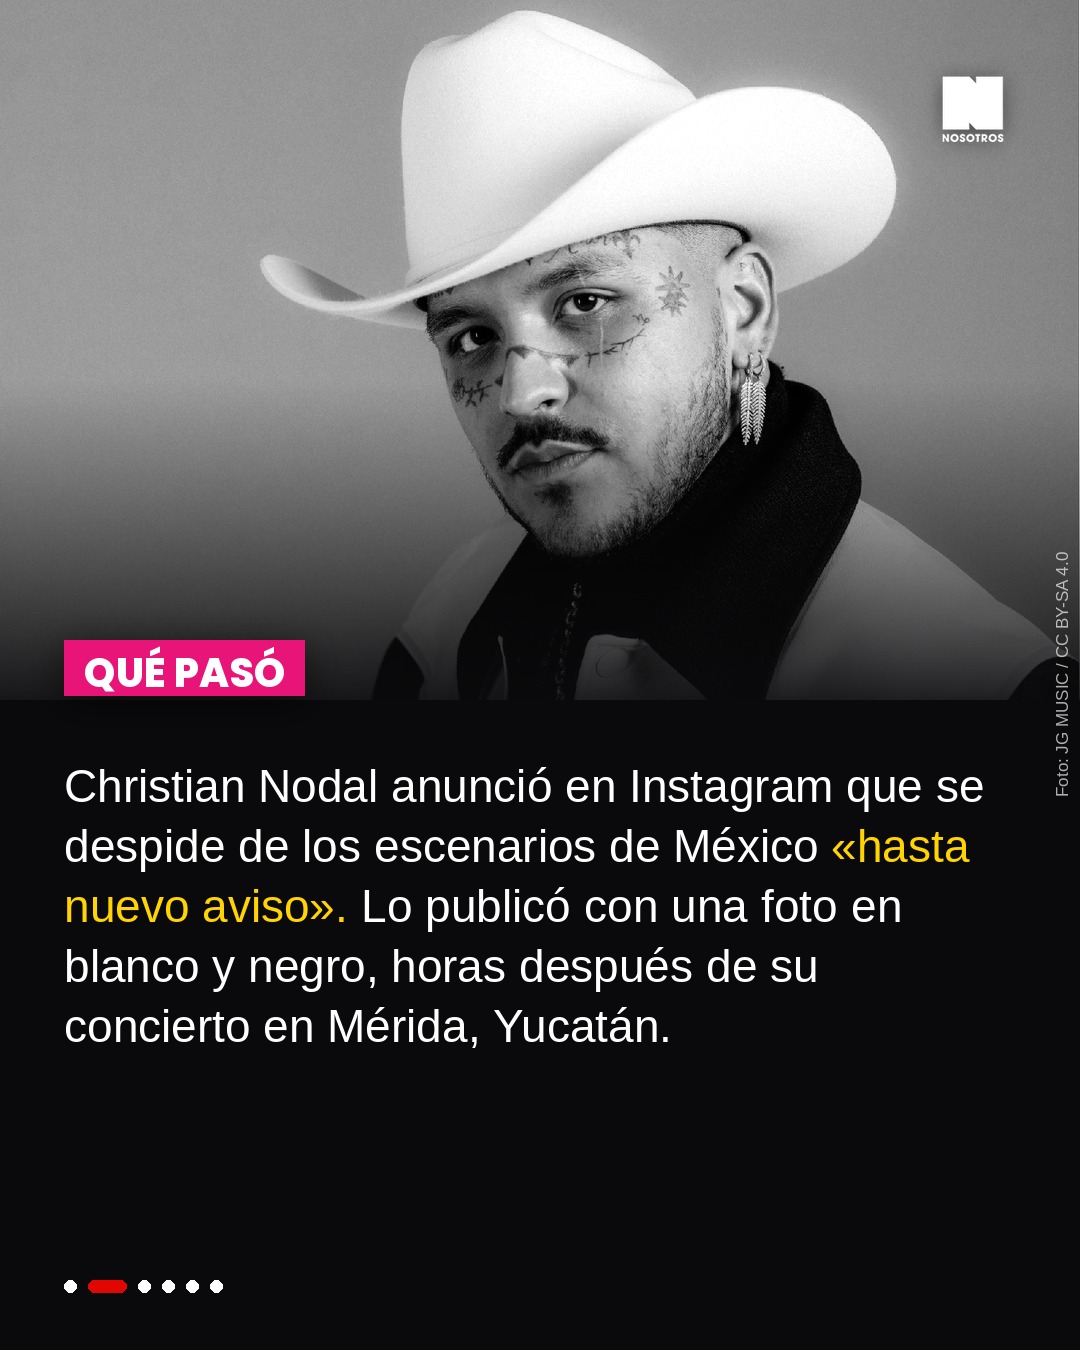 NOSOTROS
Foto: JG MUSIC / CC BY-SA 4.0
QUÉ PASÓ
Christian Nodal anunció en Instagram que se
despide de los escenarios de México «hasta
nuevo aviso». Lo publicó con una foto en
blanco y negro, horas después de su
concierto en Mérida, Yucatán.